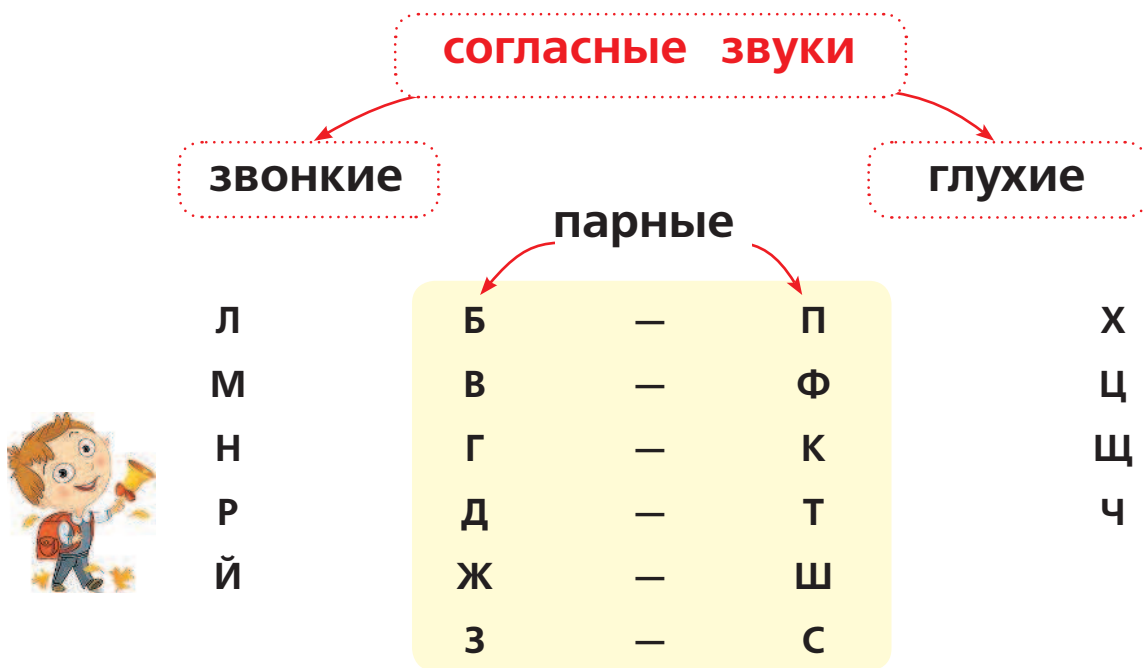 согласные звуки
звонкие
глухие
парные
Л Б — П Х
М В — Ф Ц
Н Г — К Щ
Р Д — Т Ч
Й Ж — Ш
З — С